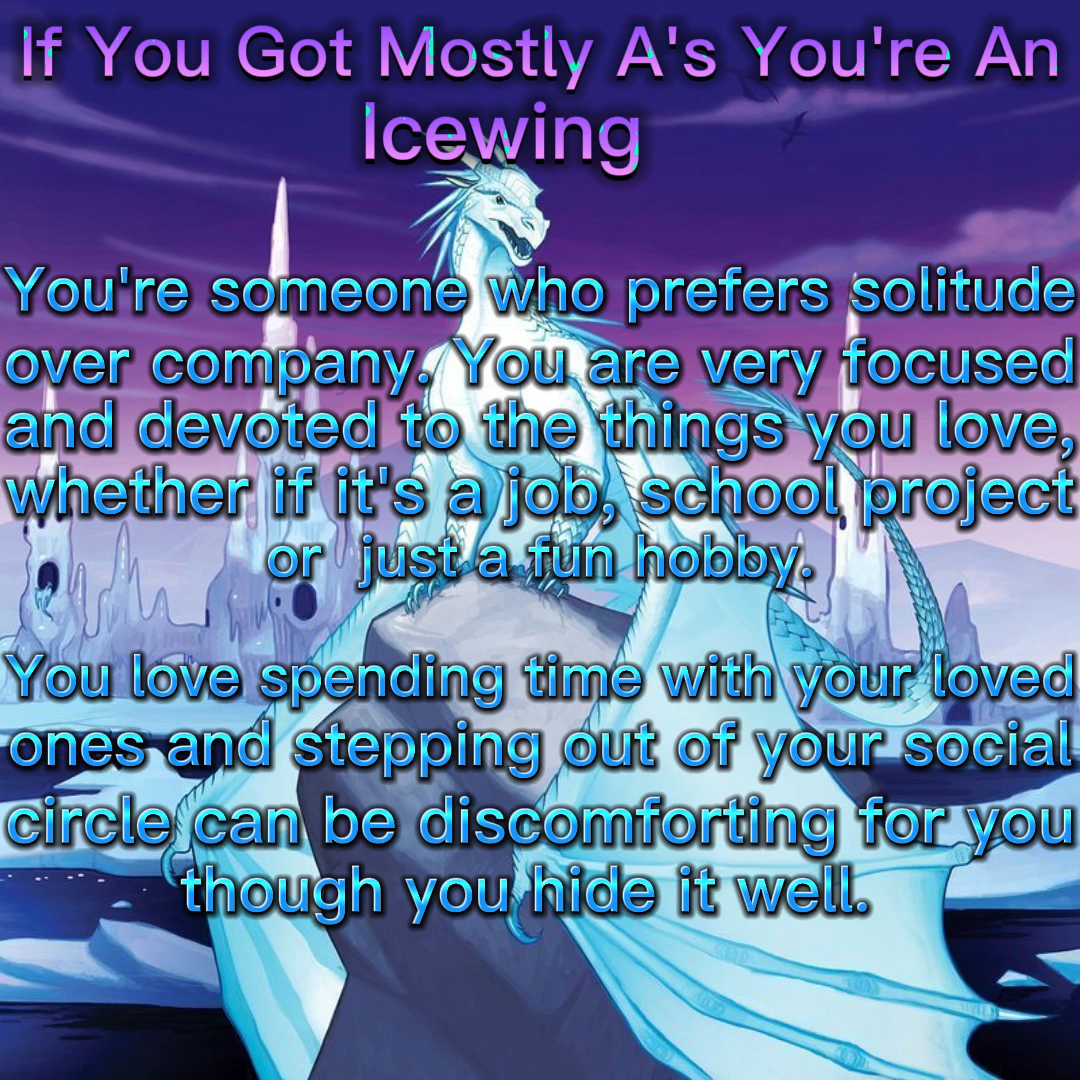 If You Got Mostly A's You're An
Icewing
You're someone who prefers solitude
over company. You are very focused
and devoted to the things you love,
whether if it's a job, school project
or just a fun hobby.
You love spending time with your loved
ones and stepping out of your social
circle can be discomforting for you
though you hide it well.